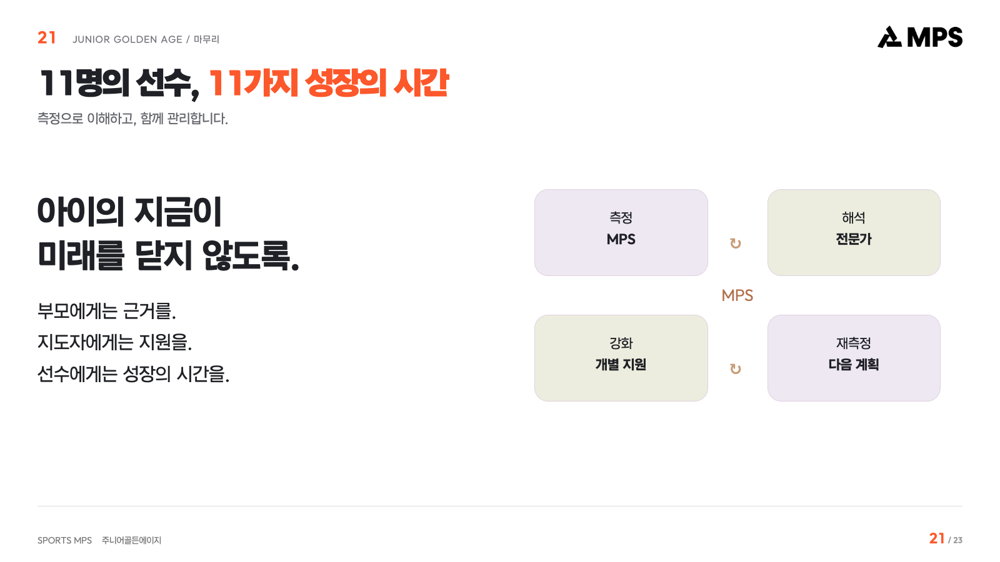 21 JUNIOR GOLDEN AGE / 마무리
MPS
11명의 선수, 11가지 성장의 시간
측정으로 이해하고, 함께 관리합니다.
아이의 지금이
미래를 닫지 않도록.
부모에게는 근거를.
지도자에게는 지원을.
선수에게는 성장의 시간을.
측정
MPS
↻
해석
전문가
MPS
강화
개별 지원
↻
재측정
다음 계획
SPORTS MPS 주니어골든에이지
21 / 23